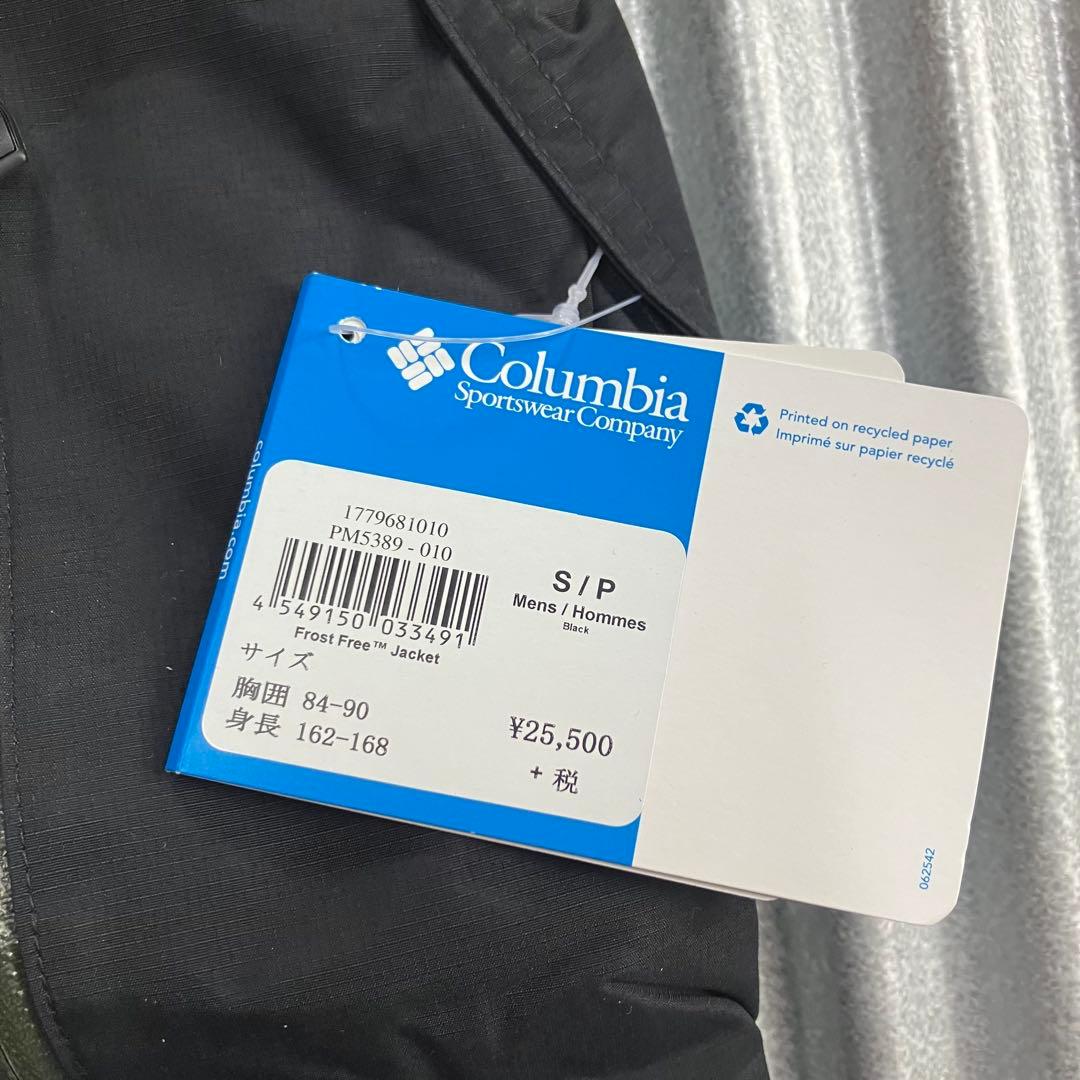 Columbia
Sportswear Company
Printed on recycled paper
Imprimé sur papier recyclé
columbia.com
1779681010
PM5389 - 010
4 549150 033491
Frost Free™ Jacket
S / P
Mens / Hommes
Black
サイズ
胸囲 84-90
身長 162-168
¥25,500
+ 税
062542